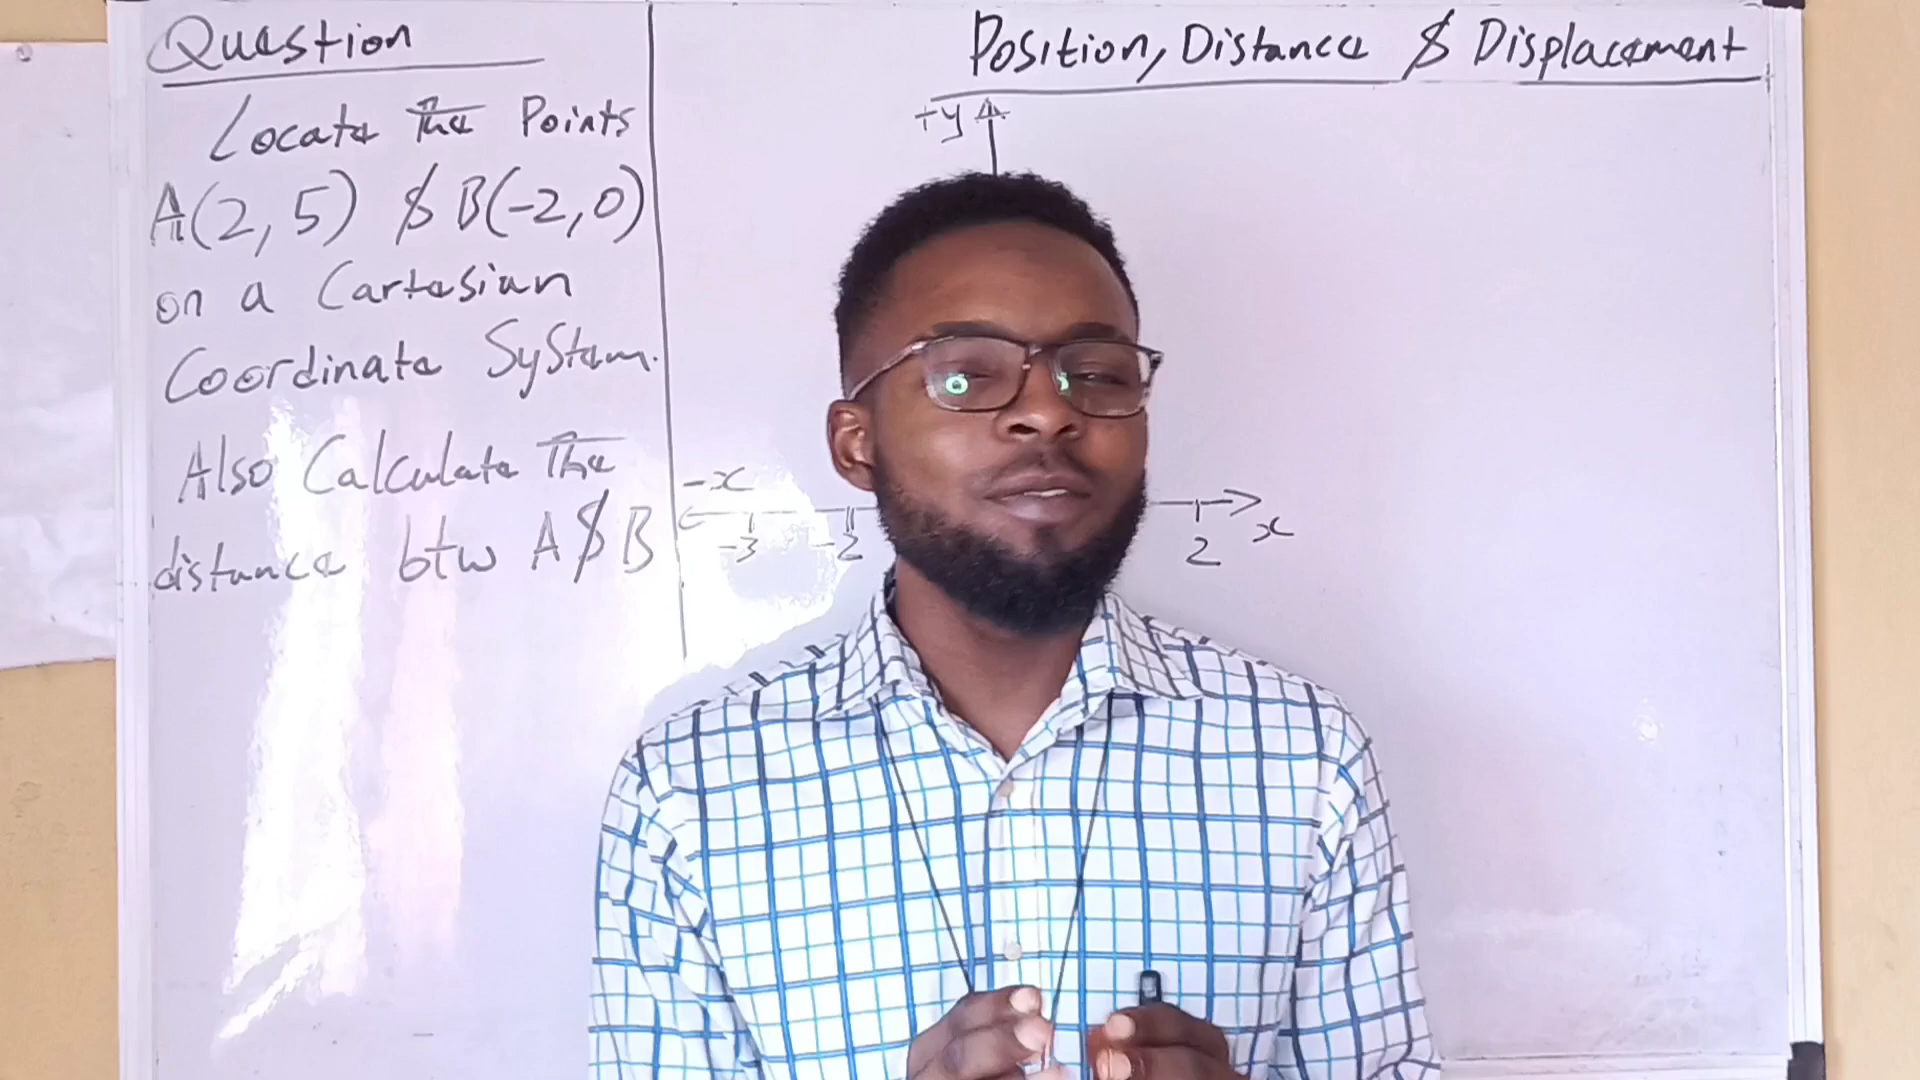 Question
Locate The Points
A(2, 5) $ B(-2, 0)
on a Cartesian
Coordinate System.
Also Calculate The
distance btw A $ B
Position, Distance $ Displacement
+y
-x
-3 -2 2 x